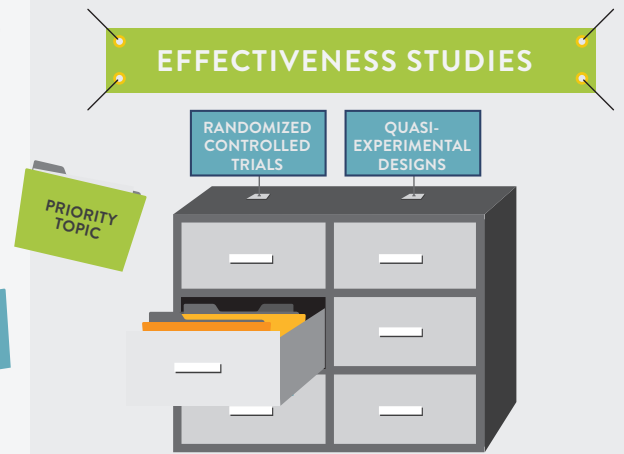 EFFECTIVENESS STUDIES
RANDOMIZED
CONTROLLED
TRIALS
QUASI-
EXPERIMENTAL
DESIGNS
PRIORITY
TOPIC